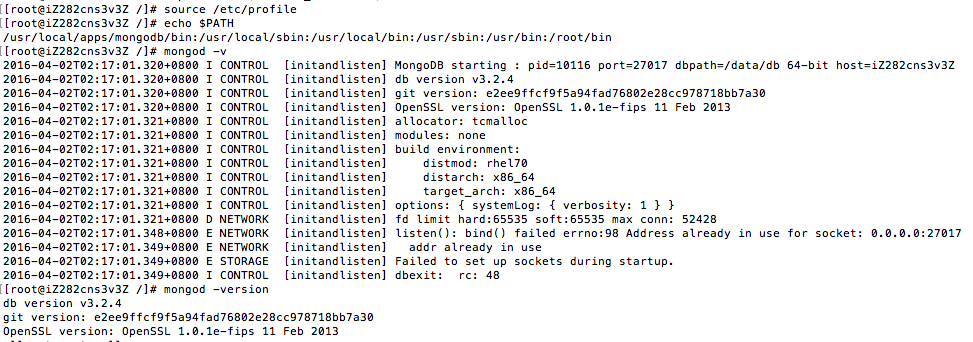 [[root@iZ282cns3v3Z /]# source /etc/profile
[[root@iZ282cns3v3Z /]# echo $PATH
/usr/local/apps/mongodb/bin:/usr/local/sbin:/usr/local/bin:/usr/sbin:/usr/bin:/root/bin
[[root@iZ282cns3v3Z /]# mongod -v
2016-04-02T02:17:01.320+0800 I CONTROL  [initandlisten] MongoDB starting : pid=10116 port=27017 dbpath=/data/db 64-bit host=iZ282cns3v3Z
2016-04-02T02:17:01.320+0800 I CONTROL  [initandlisten] db version v3.2.4
2016-04-02T02:17:01.320+0800 I CONTROL  [initandlisten] git version: e2ee9ffcf9f5a94fad76802e28cc978718bb7a30
2016-04-02T02:17:01.320+0800 I CONTROL  [initandlisten] OpenSSL version: OpenSSL 1.0.1e-fips 11 Feb 2013
2016-04-02T02:17:01.321+0800 I CONTROL  [initandlisten] allocator: tcmalloc
2016-04-02T02:17:01.321+0800 I CONTROL  [initandlisten] modules: none
2016-04-02T02:17:01.321+0800 I CONTROL  [initandlisten] build environment:
2016-04-02T02:17:01.321+0800 I CONTROL  [initandlisten]     distmod: rhel70
2016-04-02T02:17:01.321+0800 I CONTROL  [initandlisten]     distarch: x86_64
2016-04-02T02:17:01.321+0800 I CONTROL  [initandlisten]     target_arch: x86_64
2016-04-02T02:17:01.321+0800 I CONTROL  [initandlisten] options: { systemLog: { verbosity: 1 } }
2016-04-02T02:17:01.321+0800 D NETWORK  [initandlisten] fd limit hard:65535 soft:65535 max conn: 52428
2016-04-02T02:17:01.348+0800 E NETWORK  [initandlisten] listen(): bind() failed errno:98 Address already in use for socket: 0.0.0.0:27017
2016-04-02T02:17:01.349+0800 E NETWORK  [initandlisten]   addr already in use
2016-04-02T02:17:01.349+0800 E STORAGE  [initandlisten] Failed to set up sockets during startup.
2016-04-02T02:17:01.349+0800 I CONTROL  [initandlisten] dbexit:  rc: 48
[[root@iZ282cns3v3Z /]# mongod -version
db version v3.2.4
git version: e2ee9ffcf9f5a94fad76802e28cc978718bb7a30
OpenSSL version: OpenSSL 1.0.1e-fips 11 Feb 2013